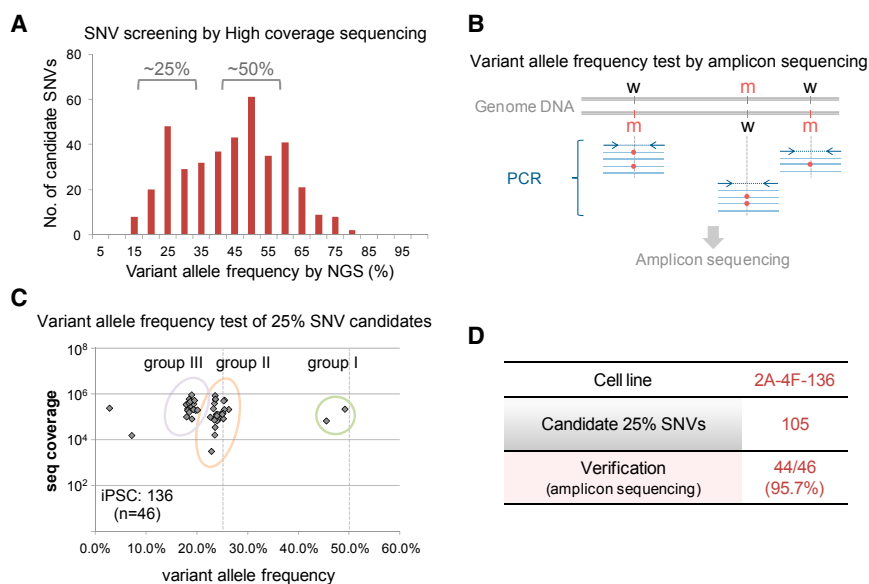 A
SNV screening by High coverage sequencing
~25%
~50%
No. of candidate SNVs
80
60
40
20
0
5 15 25 35 45 55 65 75 85 95
Variant allele frequency by NGS (%)
B
Variant allele frequency test by amplicon sequencing
w m w
Genome DNA
m w m
PCR
Amplicon sequencing
C
Variant allele frequency test of 25% SNV candidates
group III group II group I
seq coverage
10⁸
10⁶
10⁴
10²
iPSC: 136
(n=46)
0.0% 10.0% 20.0% 30.0% 40.0% 50.0% 60.0%
variant allele frequency
D
Cell line 2A-4F-136
Candidate 25% SNVs 105
Verification 44/46
(amplicon sequencing) (95.7%)